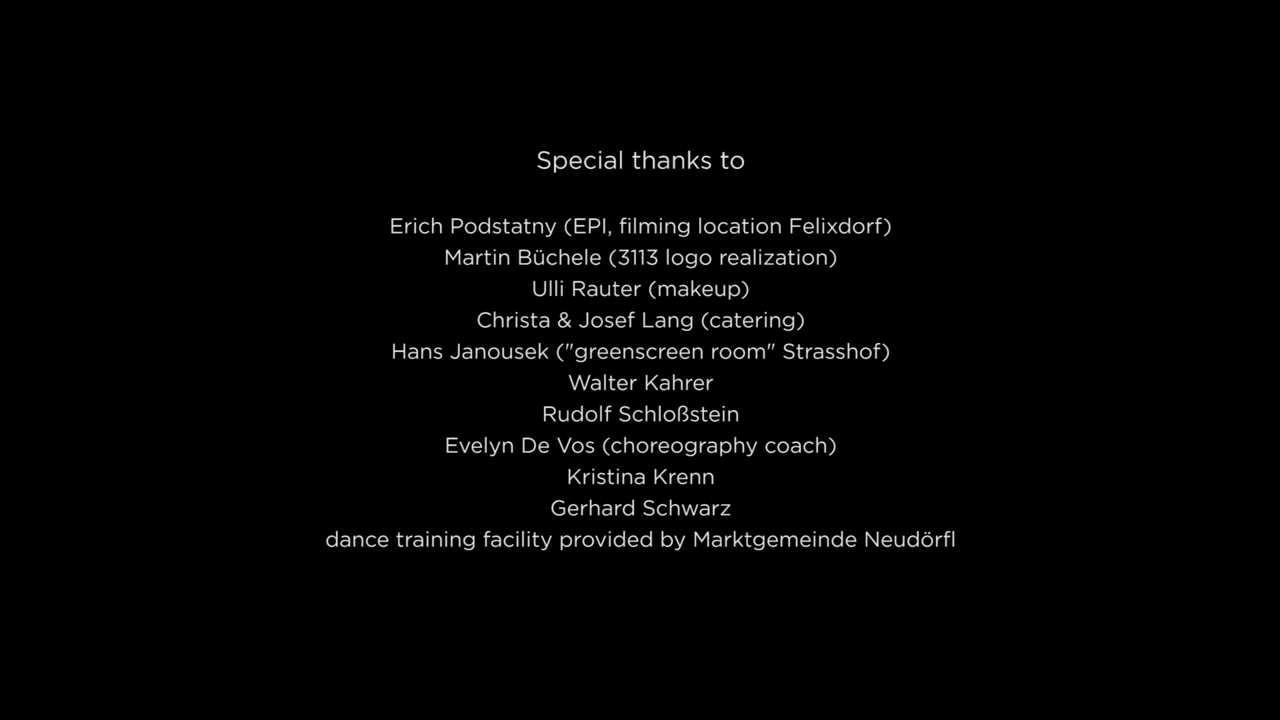 Special thanks to
Erich Podstatny (EPI, filming location Felixdorf)
Martin Büchele (3113 logo realization)
Ulli Rauter (makeup)
Christa & Josef Lang (catering)
Hans Janousek ("greenscreen room" Strasshof)
Walter Kahrer
Rudolf Schloßstein
Evelyn De Vos (choreography coach)
Kristina Krenn
Gerhard Schwarz
dance training facility provided by Marktgemeinde Neudörfl